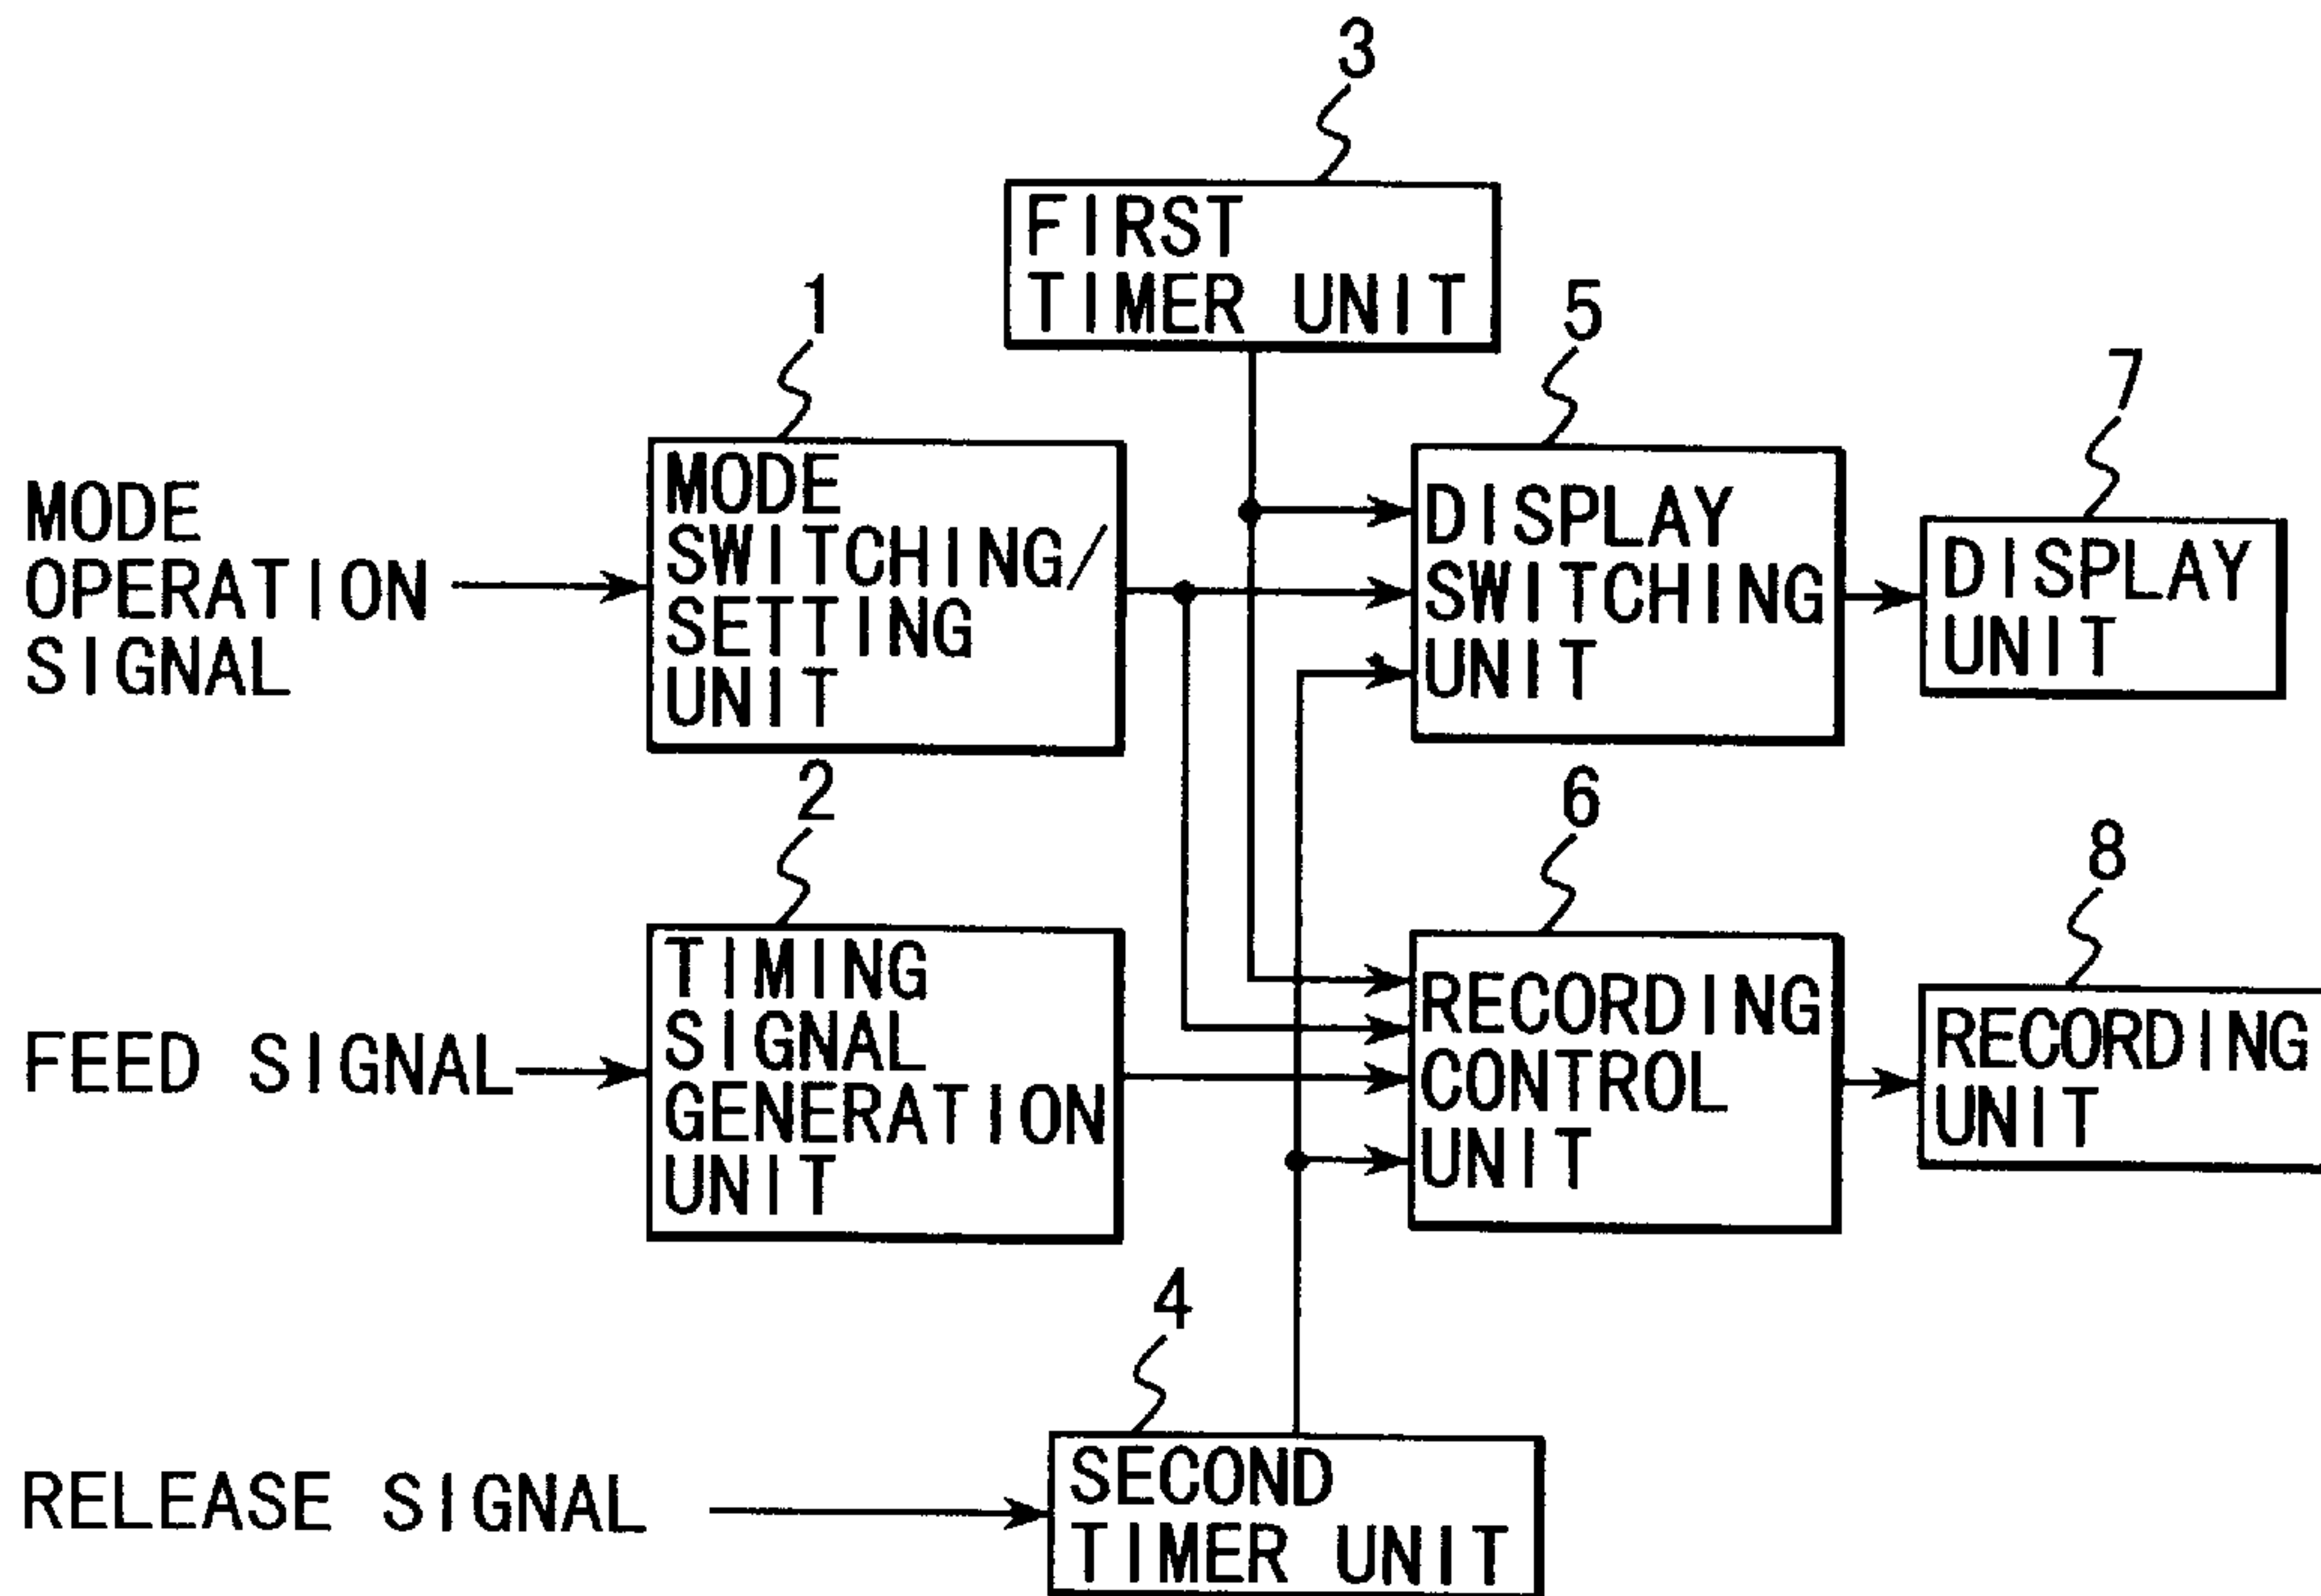 3
FIRST
TIMER UNIT
1
5
7
MODE
OPERATION
SIGNAL
MODE
SWITCHING/
SETTING
UNIT
DISPLAY
SWITCHING
UNIT
DISPLAY
UNIT
2
6
8
FEED SIGNAL
TIMING
SIGNAL
GENERATION
UNIT
RECORDING
CONTROL
UNIT
RECORDING
UNIT
4
RELEASE SIGNAL
SECOND
TIMER UNIT